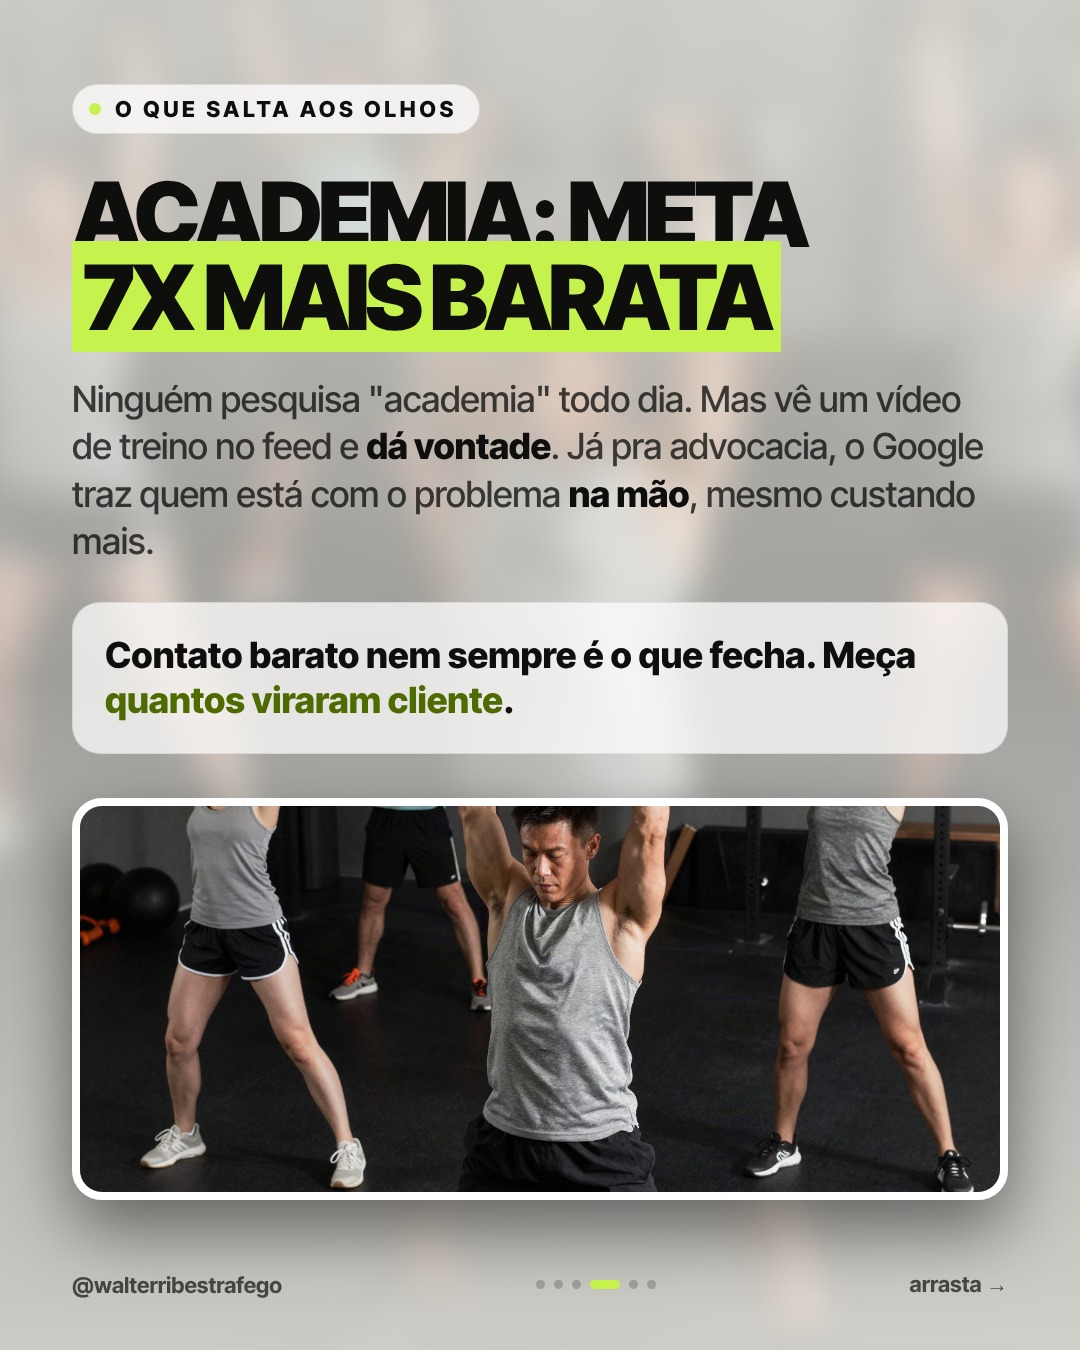 O QUE SALTA AOS OLHOS
ACADEMIA: META
7X MAIS BARATA
Ninguém pesquisa "academia" todo dia. Mas vê um vídeo
de treino no feed e dá vontade. Já pra advocacia, o Google
traz quem está com o problema na mão, mesmo custando
mais.
Contato barato nem sempre é o que fecha. Meça
quantos viraram cliente.
@walterribestrafego
arrasta →